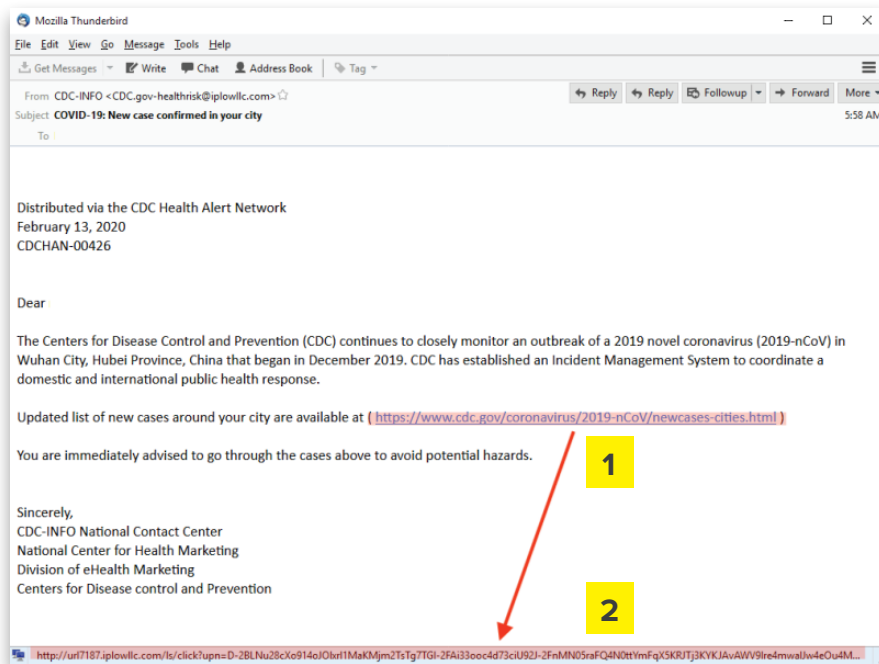 Mozilla Thunderbird
File Edit View Go Message Tools Help
Get Messages Write Chat Address Book Tag
From CDC-INFO <CDC.gov-healthrisk@iplowllc.com> Reply Reply Followup Forward More
Subject COVID-19: New case confirmed in your city 5:58 AM
To
Distributed via the CDC Health Alert Network
February 13, 2020
CDCHAN-00426
Dear
The Centers for Disease Control and Prevention (CDC) continues to closely monitor an outbreak of a 2019 novel coronavirus (2019-nCoV) in
Wuhan City, Hubei Province, China that began in December 2019. CDC has established an Incident Management System to coordinate a
domestic and international public health response.
Updated list of new cases around your city are available at ( https://www.cdc.gov/coronavirus/2019-nCoV/newcases-cities.html )
You are immediately advised to go through the cases above to avoid potential hazards.
1
Sincerely,
CDC-INFO National Contact Center
National Center for Health Marketing
Division of eHealth Marketing
Centers for Disease control and Prevention
2